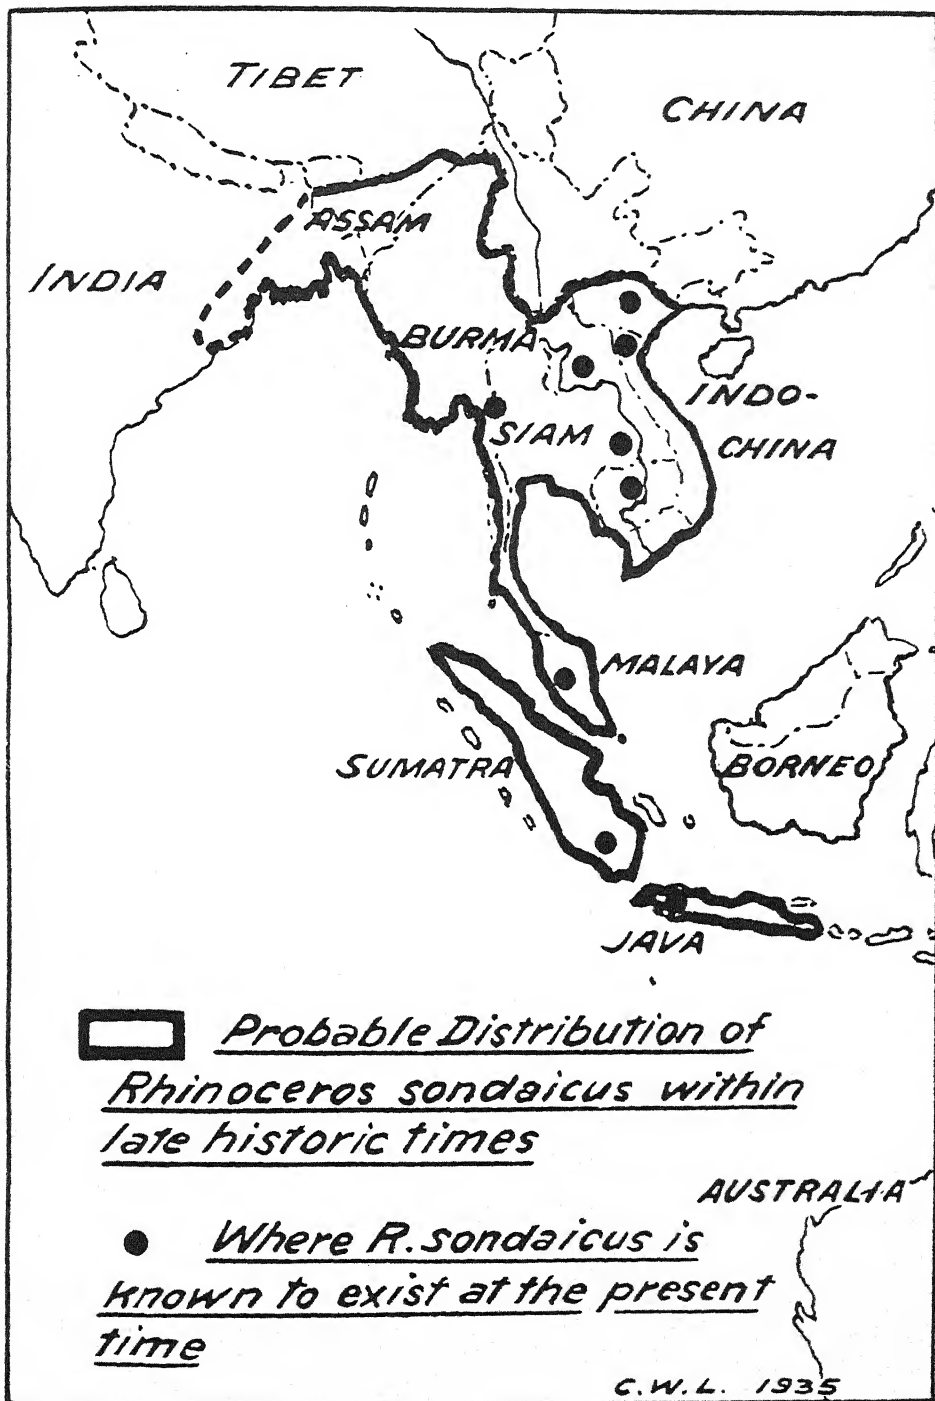 TIBET
CHINA
ASSAM
INDIA
BURMA
INDO-
CHINA
SIAM
MALAYA
SUMATRA
BORNEO
JAVA
Probable Distribution of
Rhinoceros sondaicus within
late historic times
AUSTRALIA
Where R. sondaicus is
known to exist at the present
time
C.W.L. 1935